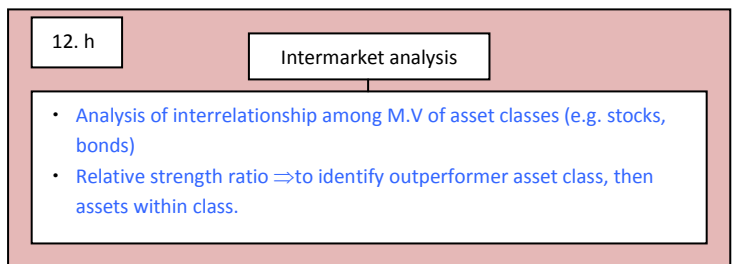 12. h
Intermarket analysis
· Analysis of interrelationship among M.V of asset classes (e.g. stocks,
bonds)
· Relative strength ratio ⇒to identify outperformer asset class, then
assets within class.